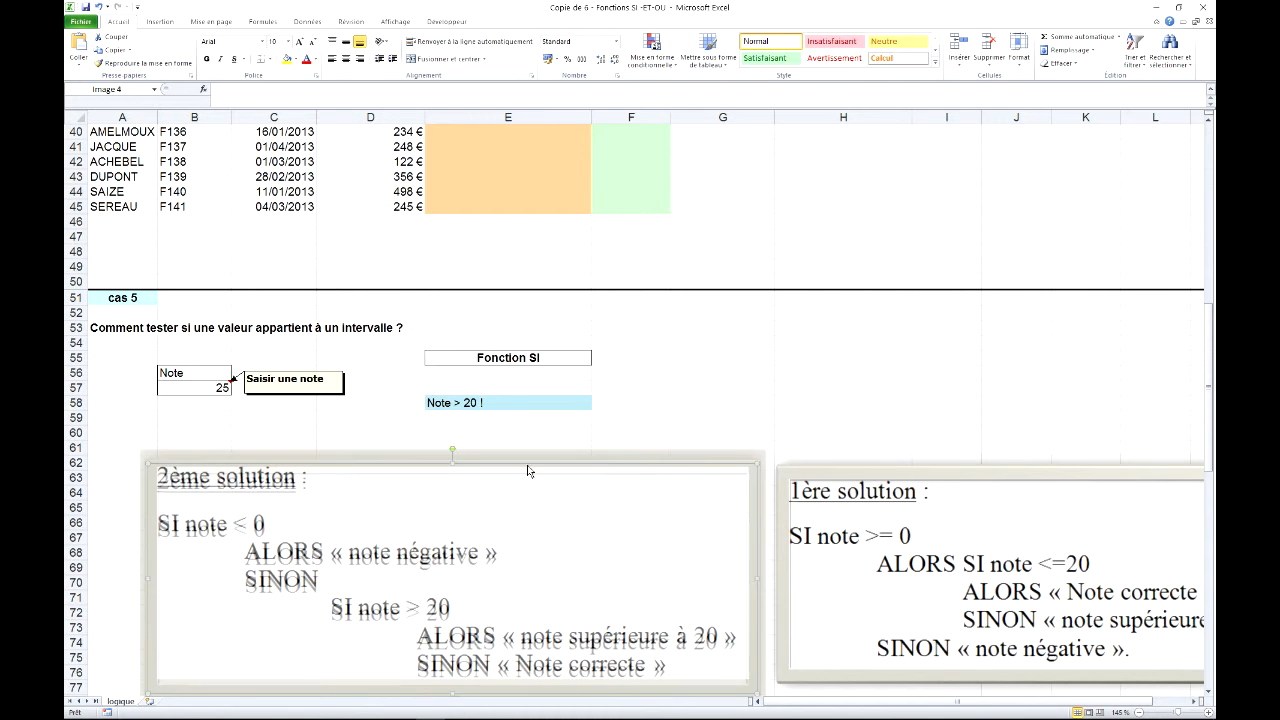 Copie de 6 - Fonctions SI -ET-OU - Microsoft Excel
Fichier Accueil Insertion Mise en page Formules Données Révision Affichage Développeur
Couper
Copier
Reproduire la mise en forme
Coller
Presse-papiers
Arial 10
G I S
Police
Renvoyer à la ligne automatiquement
Fusionner et centrer
Alignement
Standard
Nombre
Mise en forme conditionnelle
Mettre sous forme de tableau
Normal Insatisfaisant Neutre
Satisfaisant Avertissement Calcul
Style
Insérer Supprimer Format
Cellules
Somme automatique
Remplissage
Effacer
Trier et filtrer
Rechercher et sélectionner
Édition
Image 4
A B C D E F G H I J K L
40 AMELMOUX F136 16/01/2013 234 €
41 JACQUE F137 01/04/2013 248 €
42 ACHEBEL F138 01/03/2013 122 €
43 DUPONT F139 28/02/2013 356 €
44 SAIZE F140 11/01/2013 498 €
45 SEREAU F141 04/03/2013 245 €
46
47
48
49
50
51 cas 5
52
53 Comment tester si une valeur appartient à un intervalle ?
54
55 Fonction SI
56 Note
57 25 Saisir une note
58 Note > 20 !
59
60
61
62
63
64
65
66
67
68
69
70
71
72
73
74
75
76
77
2ème solution :
SI note < 0
ALORS « note négative »
SINON
SI note > 20
ALORS « note supérieure à 20 »
SINON « Note correcte »
1ère solution :
SI note >= 0
ALORS SI note <=20
ALORS « Note correcte
SINON « note supérieure
SINON « note négative ».
logique
Prêt
145 %